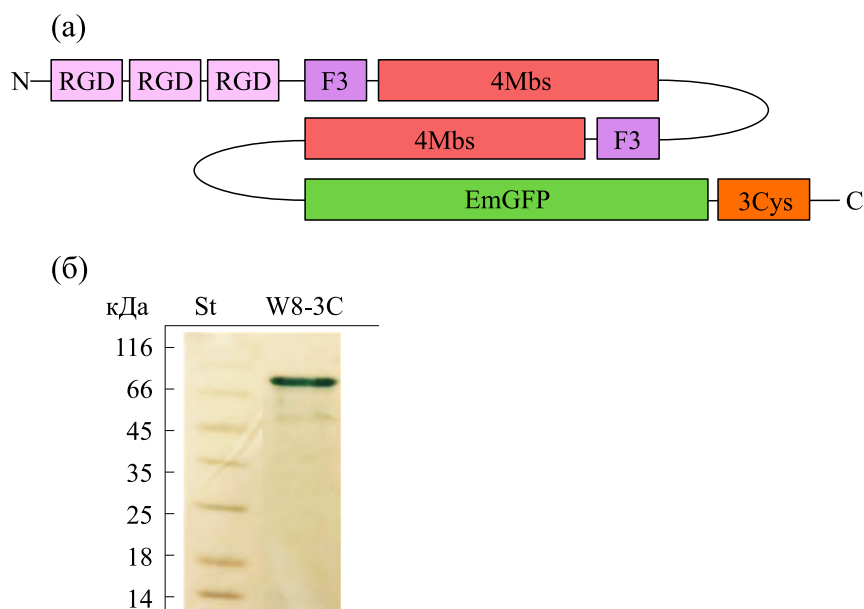 (а)
N RGD RGD RGD F3 4Mbs
4Mbs F3
EmGFP 3Cys C
(б)
кДа St W8-3C
116
66
45
35
25
18
14